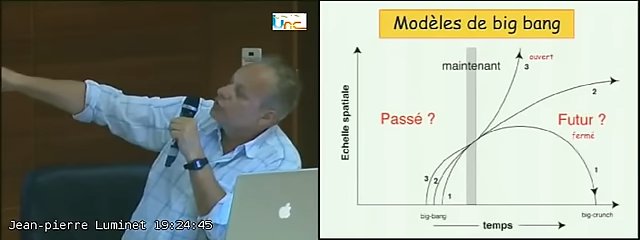 unc
Jean-pierre Luminet 19:24:45
Modèles de big bang
maintenant
ouvert
3
2
Passé ?
Futur ?
fermé
Echelle spatiale
3
2
1
1
big-bang
big-crunch
temps